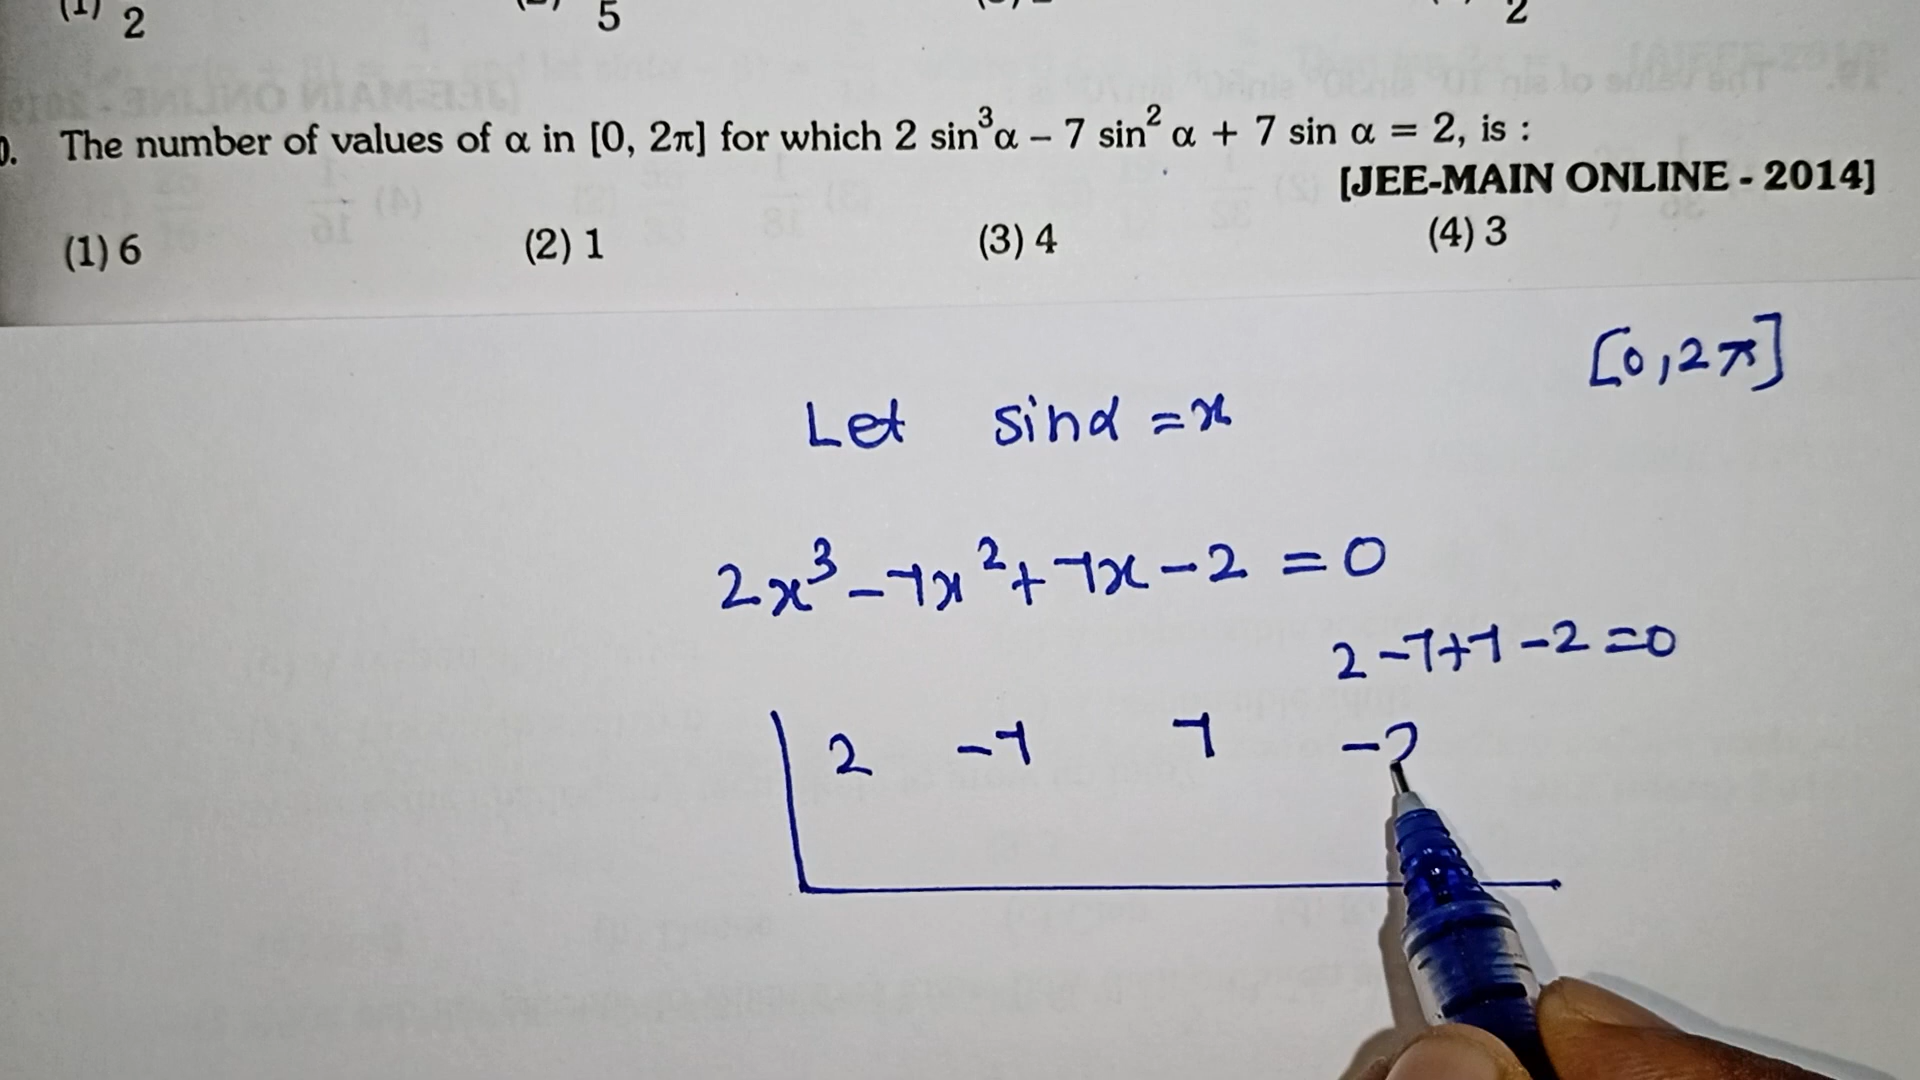 (1) 2 5 2
The number of values of α in [0, 2π] for which 2 sin³α – 7 sin² α + 7 sin α = 2, is :
[JEE-MAIN ONLINE - 2014]
(1) 6 (2) 1 (3) 4 (4) 3
[0, 2π]
Let sinα = x
2x³ – 7x² + 7x – 2 = 0
2 – 7 + 7 – 2 = 0
2 –7 7 –2